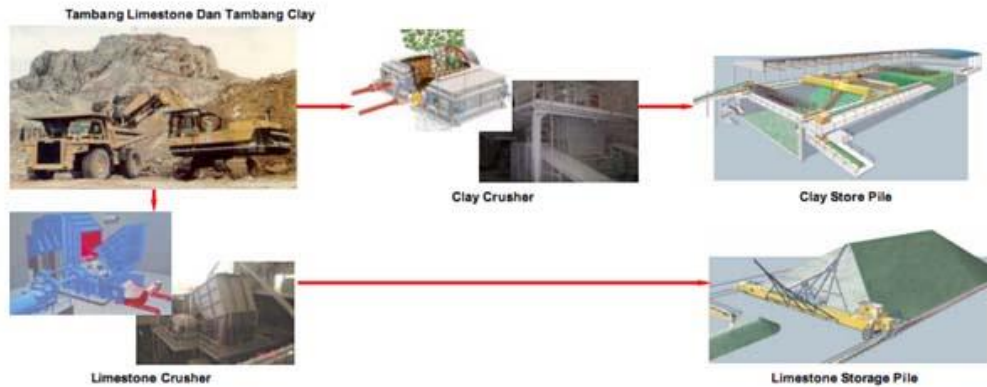 Tambang Limestone Dan Tambang Clay
Clay Crusher
Clay Store Pile
Limestone Crusher
Limestone Storage Pile